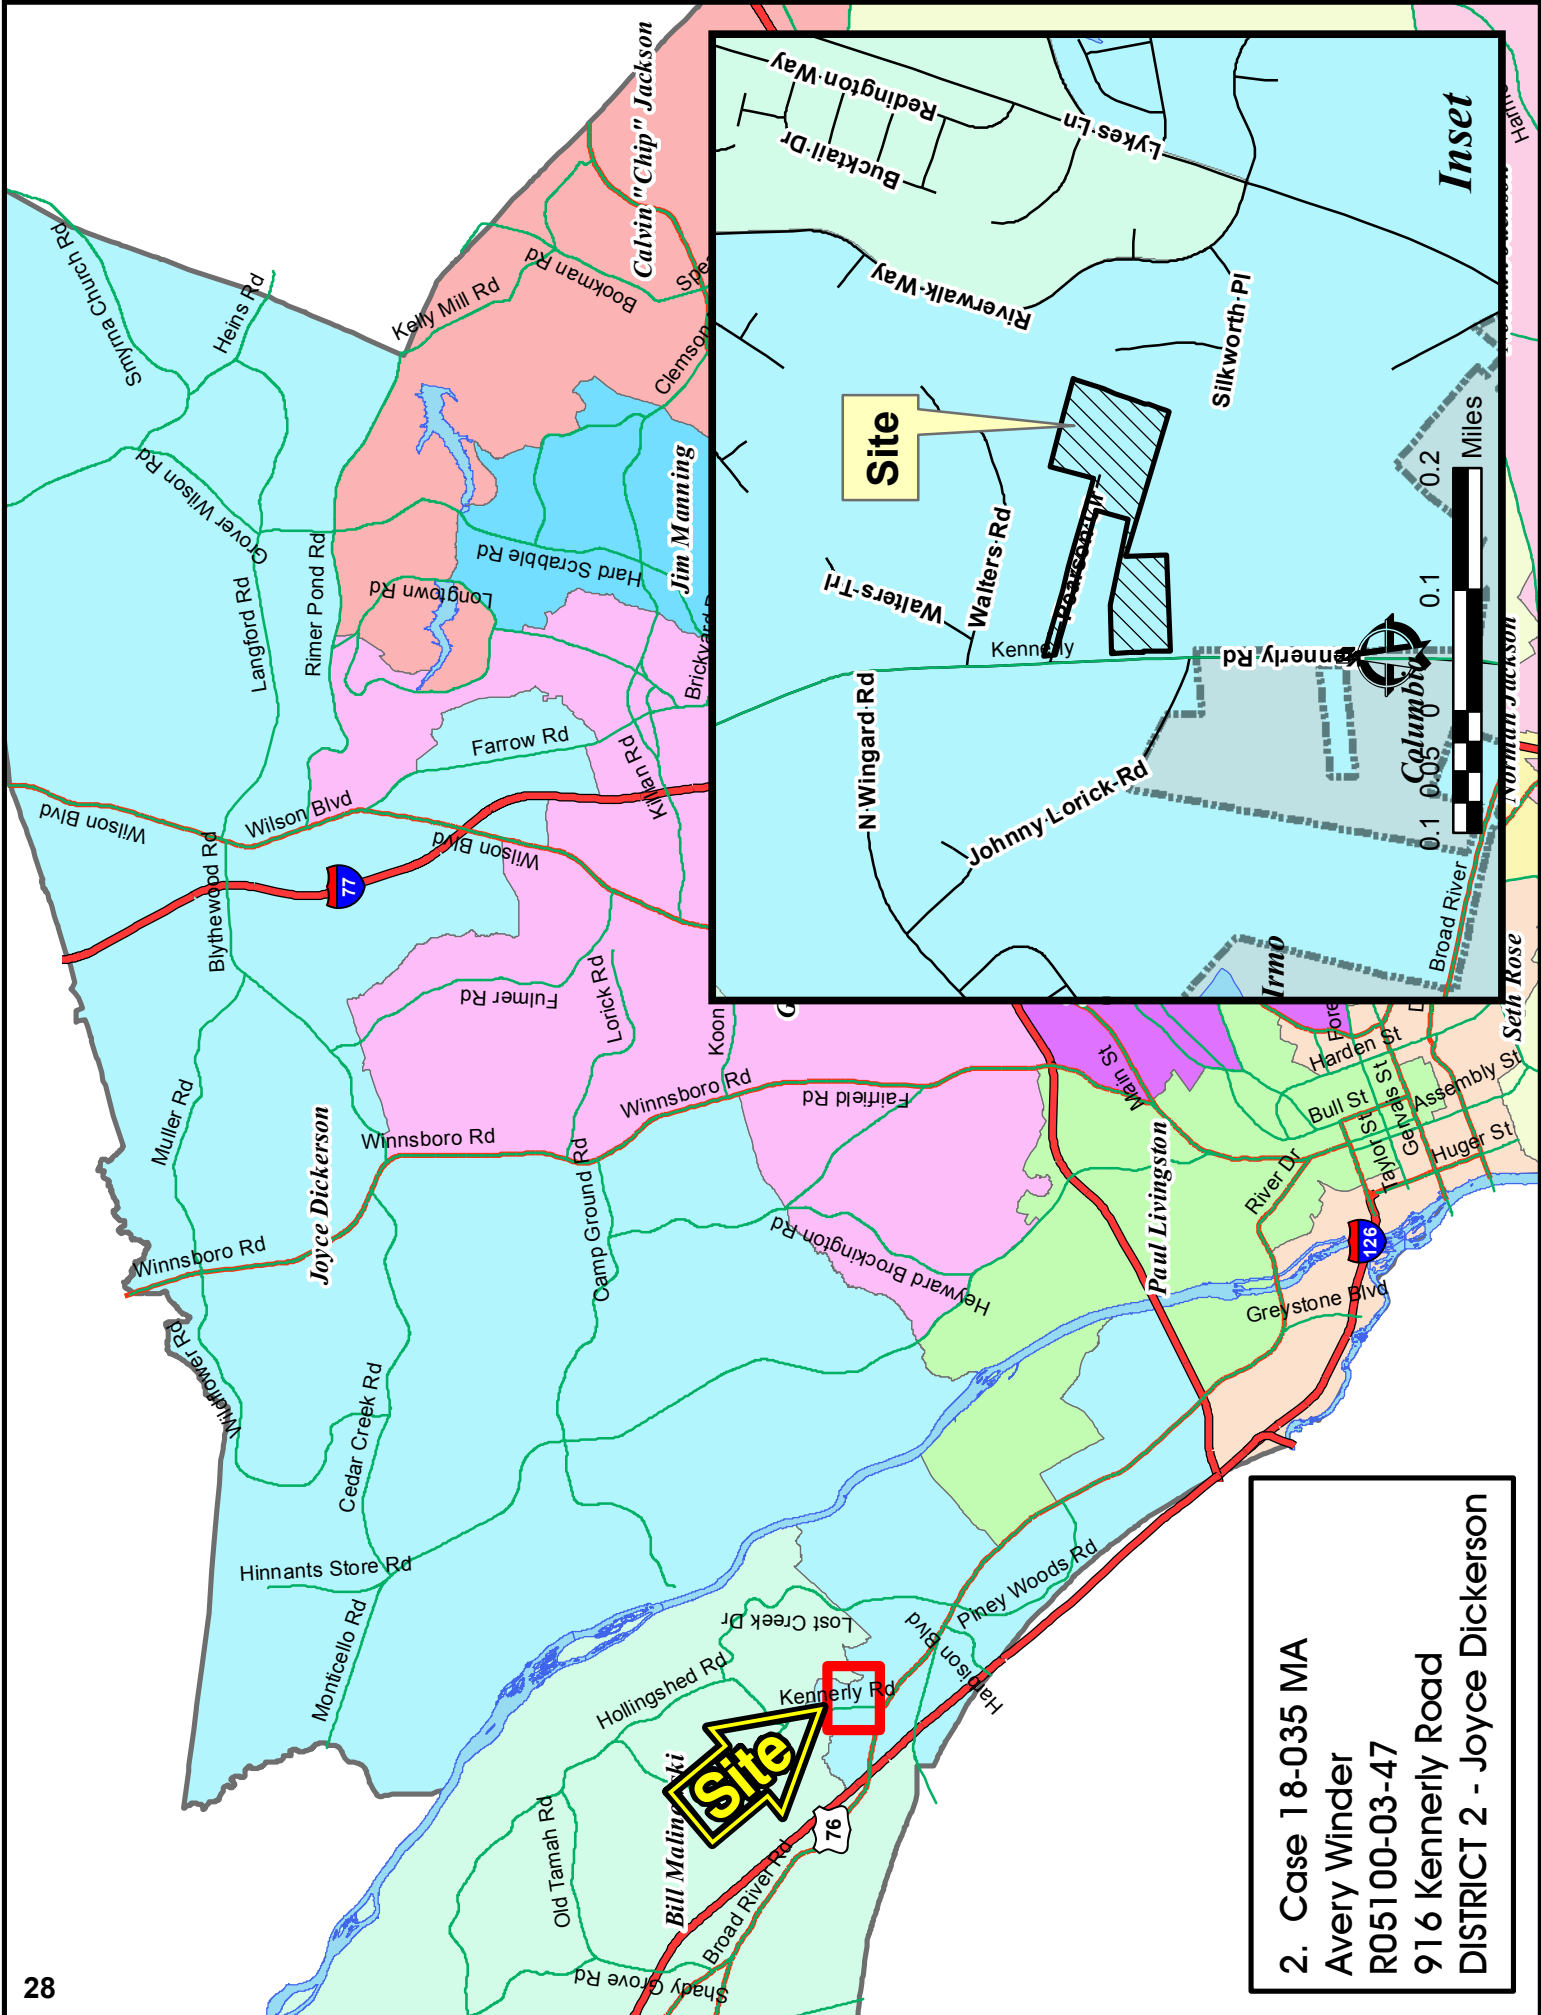 Smyrna Church Rd
Heins Rd
Kelly Mill Rd
Bookman Rd
Calvin "Chip" Jackson
Spe
Clemson
Grover Wilson Rd
Langford Rd
Rimer Pond Rd
Longtown Rd
Hard Scrabble Rd
Jim Manning
Brickyard
Farrow Rd
Killian Rd
Wilson Blvd
Wilson Blvd
Wilson Blvd
77
Blythewood Rd
Fulmer Rd
Lorick Rd
Koon
G
Muller Rd
Joyce Dickerson
Winnsboro Rd
Winnsboro Rd
Winnsboro Rd
Fairfield Rd
Camp Ground Rd
Heyward Brockington Rd
Wildflower Rd
Cedar Creek Rd
Hinnants Store Rd
Monticello Rd
Main St
Paul Livingston
River Dr
Bull St
Taylor St
Gervais St
Harden St
Assembly St
Huger St
Fore
126
Greystone Blvd
Seth Rose
Norman Jackson
Broad River
Lost Creek Dr
Hollingshed Rd
Kennerly Rd
Piney Woods Rd
Harbison Blvd
Site
Bill Malin ski
76
Old Tamah Rd
Broad River Rd
Shady Grove Rd
Inset
Redington Way
Bucktail Dr
Lykes Ln
Riverwalk Way
Silkworth Pl
Site
Walters Rd
Walters Trl
Pearson
Kennerly
Kennerly Rd
N Wingard Rd
Johnny Lorick Rd
Columbia
Irmo
0.1 0.05 0 0.1 0.2
Miles
2. Case 18-035 MA
Avery Winder
R05100-03-47
916 Kennerly Road
DISTRICT 2 - Joyce Dickerson
28